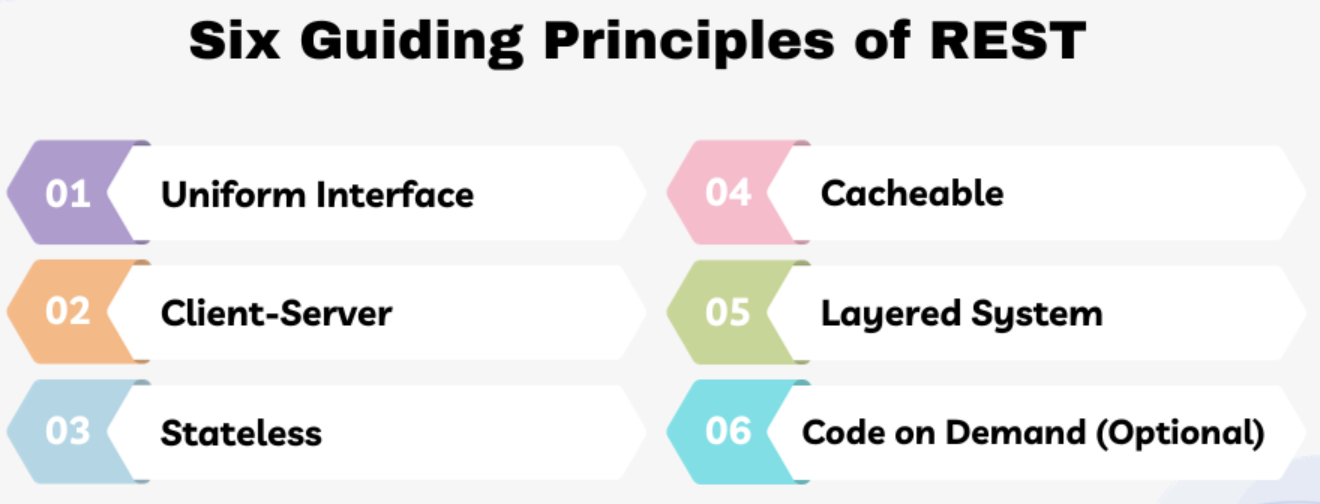 Six Guiding Principles of REST
01 Uniform Interface
02 Client-Server
03 Stateless
04 Cacheable
05 Layered System
06 Code on Demand (Optional)